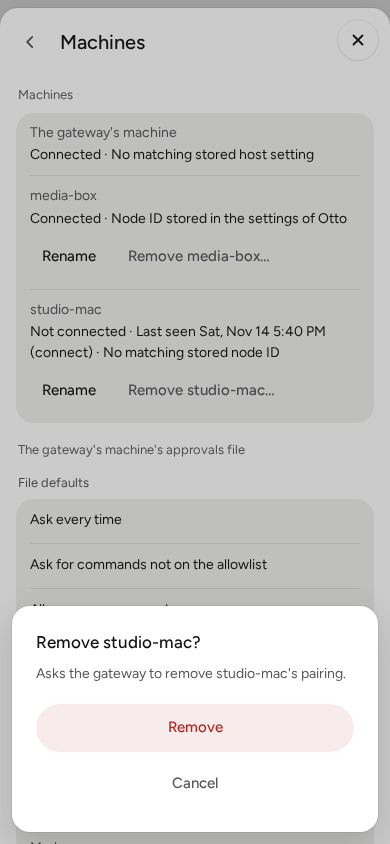 Machines
Machines
The gateway's machine
Connected · No matching stored host setting
media-box
Connected · Node ID stored in the settings of Otto
Rename
Remove media-box...
studio-mac
Not connected · Last seen Sat, Nov 14 5:40 PM
(connect) · No matching stored node ID
Rename
Remove studio-mac...
The gateway's machine's approvals file
File defaults
Ask every time
Ask for commands not on the allowlist
Remove studio-mac?
Asks the gateway to remove studio-mac's pairing.
Remove
Cancel